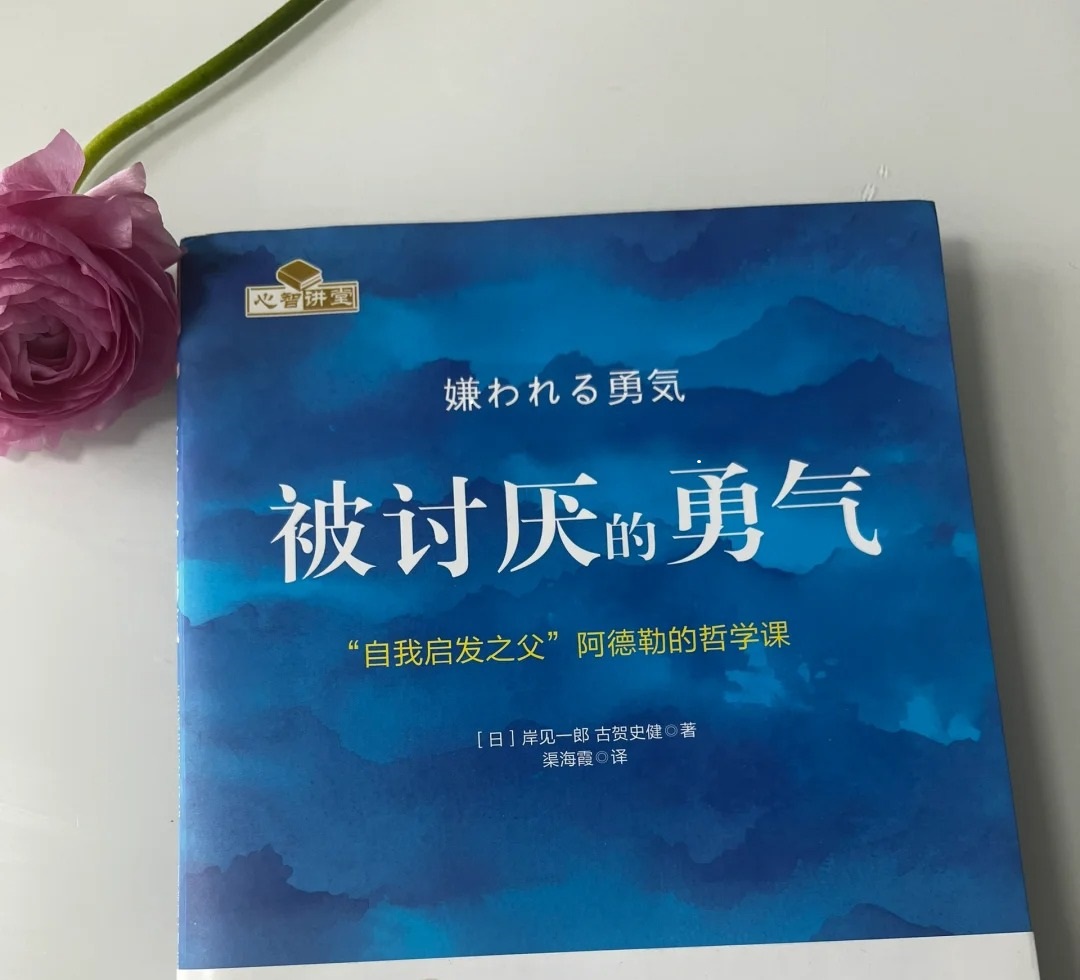 心智讲堂
嫌われる勇気
被讨厌的勇气
“自我启发之父”阿德勒的哲学课
[日]岸见一郎 古贺史健◎著
渠海霞◎译